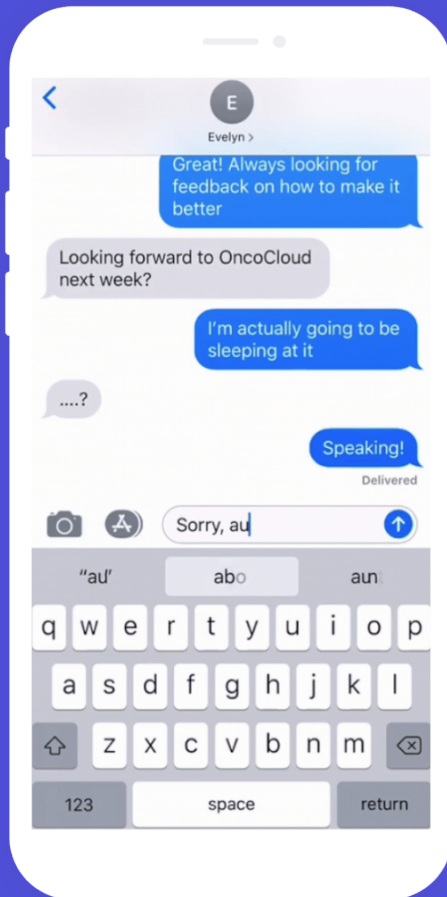 E
Evelyn >
Great! Always looking for
feedback on how to make it
better
Looking forward to OncoCloud
next week?
I'm actually going to be
sleeping at it
....?
Speaking!
Delivered
Sorry, au
"au" abo aun
q w e r t y u i o p
a s d f g h j k l
z x c v b n m
123 space return